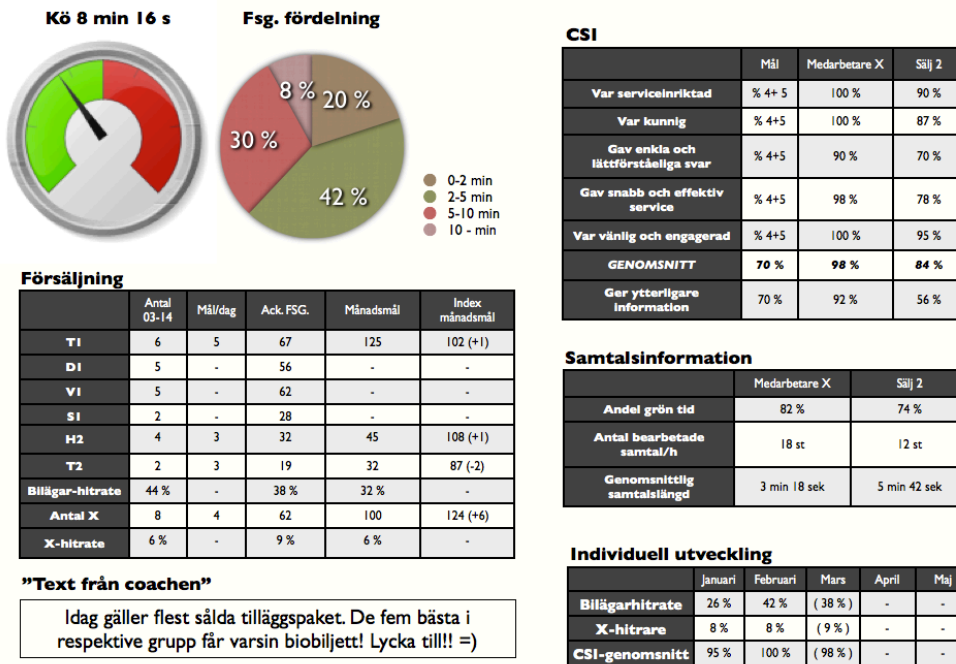 Kö 8 min 16 s
Fsg. fördelning
8 %
20 %
30 %
42 %
0-2 min
2-5 min
5-10 min
10 - min
Försäljning
Antal
03-14
Mål/dag
Ack. FSG.
Månadsmål
Index
månadsmål
T1 6 5 67 125 102 (+1)
D1 5 - 56 - -
V1 5 - 62 - -
S1 2 - 28 - -
H2 4 3 32 45 108 (+1)
T2 2 3 19 32 87 (-2)
Bilägar-hitrate 44 % - 38 % 32 % -
Antal X 8 4 62 100 124 (+6)
X-hitrate 6 % - 9 % 6 % -
”Text från coachen”
Idag gäller flest sålda tilläggspaket. De fem bästa i
respektive grupp får varsin biobiljett! Lycka till!! =)
CSI
Mål Medarbetare X Sälj 2
Var serviceinriktad % 4+ 5 100 % 90 %
Var kunnig % 4+5 100 % 87 %
Gav enkla och
lättförståeliga svar
% 4+5 90 % 70 %
Gav snabb och effektiv
service
% 4+5 98 % 78 %
Var vänlig och engagerad % 4+5 100 % 95 %
GENOMSNITT 70 % 98 % 84 %
Ger ytterligare
information
70 % 92 % 56 %
Samtalsinformation
Medarbetare X Sälj 2
Andel grön tid 82 % 74 %
Antal bearbetade
samtal/h
18 st 12 st
Genomsnittlig
samtalslängd
3 min 18 sek 5 min 42 sek
Individuell utveckling
Januari Februari Mars April Maj
Bilägarhitrate 26 % 42 % ( 38 % ) - -
X-hitrare 8 % 8 % ( 9 % ) - -
CSI-genomsnitt 95 % 100 % ( 98 % ) - -